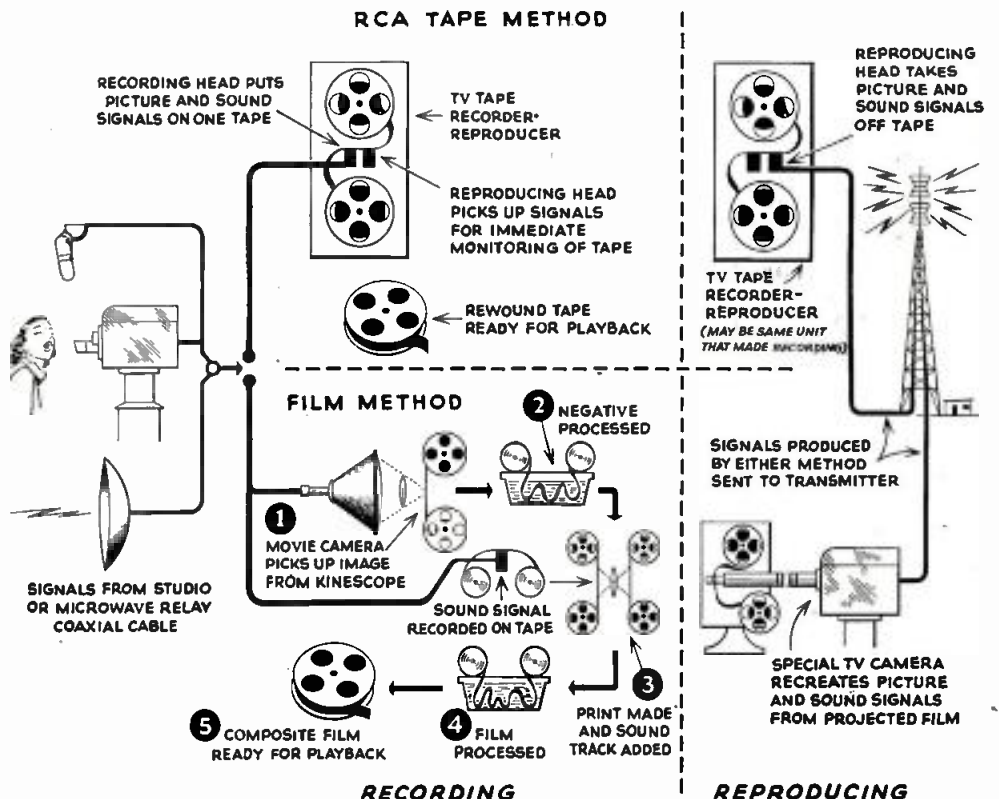 RCA TAPE METHOD
RECORDING HEAD PUTS
PICTURE AND SOUND
SIGNALS ON ONE TAPE
TV TAPE
RECORDER-
REPRODUCER
REPRODUCING HEAD
PICKS UP SIGNALS
FOR IMMEDIATE
MONITORING OF TAPE
REWOUND TAPE
READY FOR PLAYBACK
REPRODUCING
HEAD TAKES
PICTURE AND
SOUND SIGNALS
OFF TAPE
TV TAPE
RECORDER-
REPRODUCER
(MAY BE SAME UNIT
THAT MADE RECORDING)
SIGNALS FROM STUDIO
OR MICROWAVE RELAY
COAXIAL CABLE
FILM METHOD
1
MOVIE CAMERA
PICKS UP IMAGE
FROM KINESCOPE
2 NEGATIVE
PROCESSED
SOUND SIGNAL
RECORDED ON TAPE
3
PRINT MADE
AND SOUND
TRACK ADDED
4 FILM
PROCESSED
5 COMPOSITE FILM
READY FOR PLAYBACK
SIGNALS PRODUCED
BY EITHER METHOD
SENT TO TRANSMITTER
SPECIAL TV CAMERA
RECREATES PICTURE
AND SOUND SIGNALS
FROM PROJECTED FILM
RECORDING
REPRODUCING